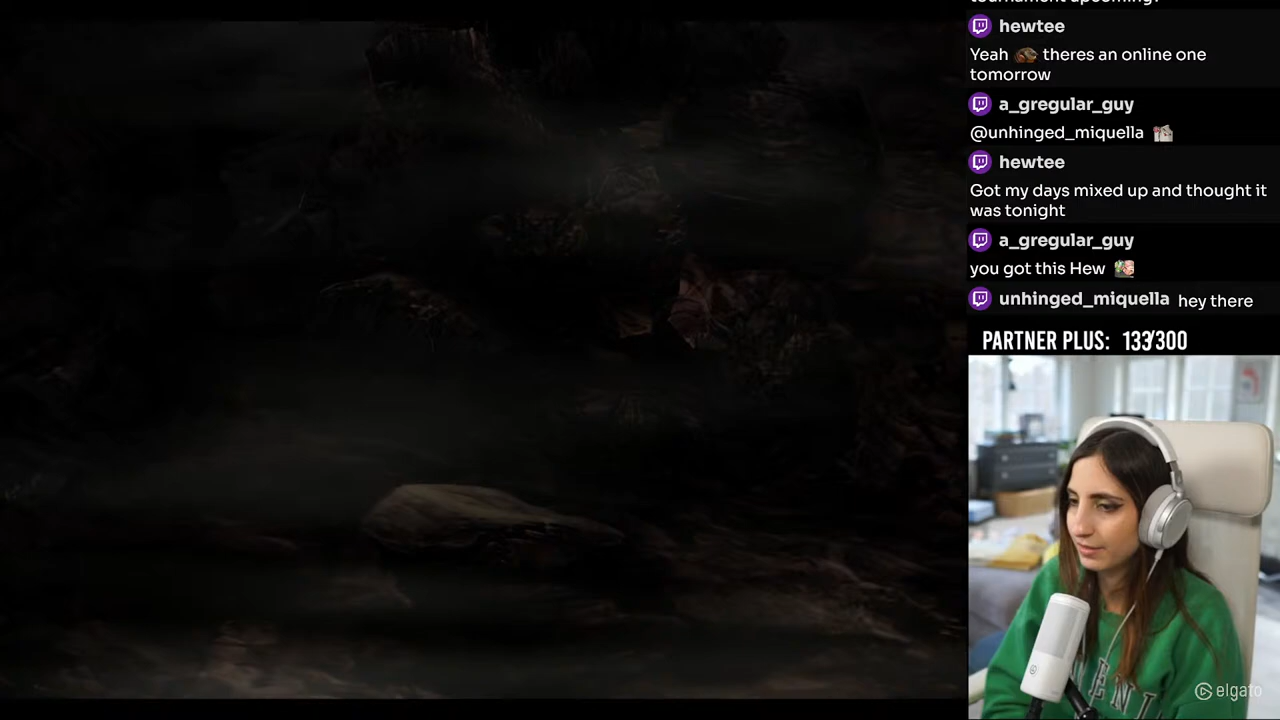 hewtee
Yeah theres an online one
tomorrow
a_gregular_guy
@unhinged_miquella
hewtee
Got my days mixed up and thought it
was tonight
a_gregular_guy
you got this Hew
unhinged_miquella hey there
PARTNER PLUS: 133/300
elgato